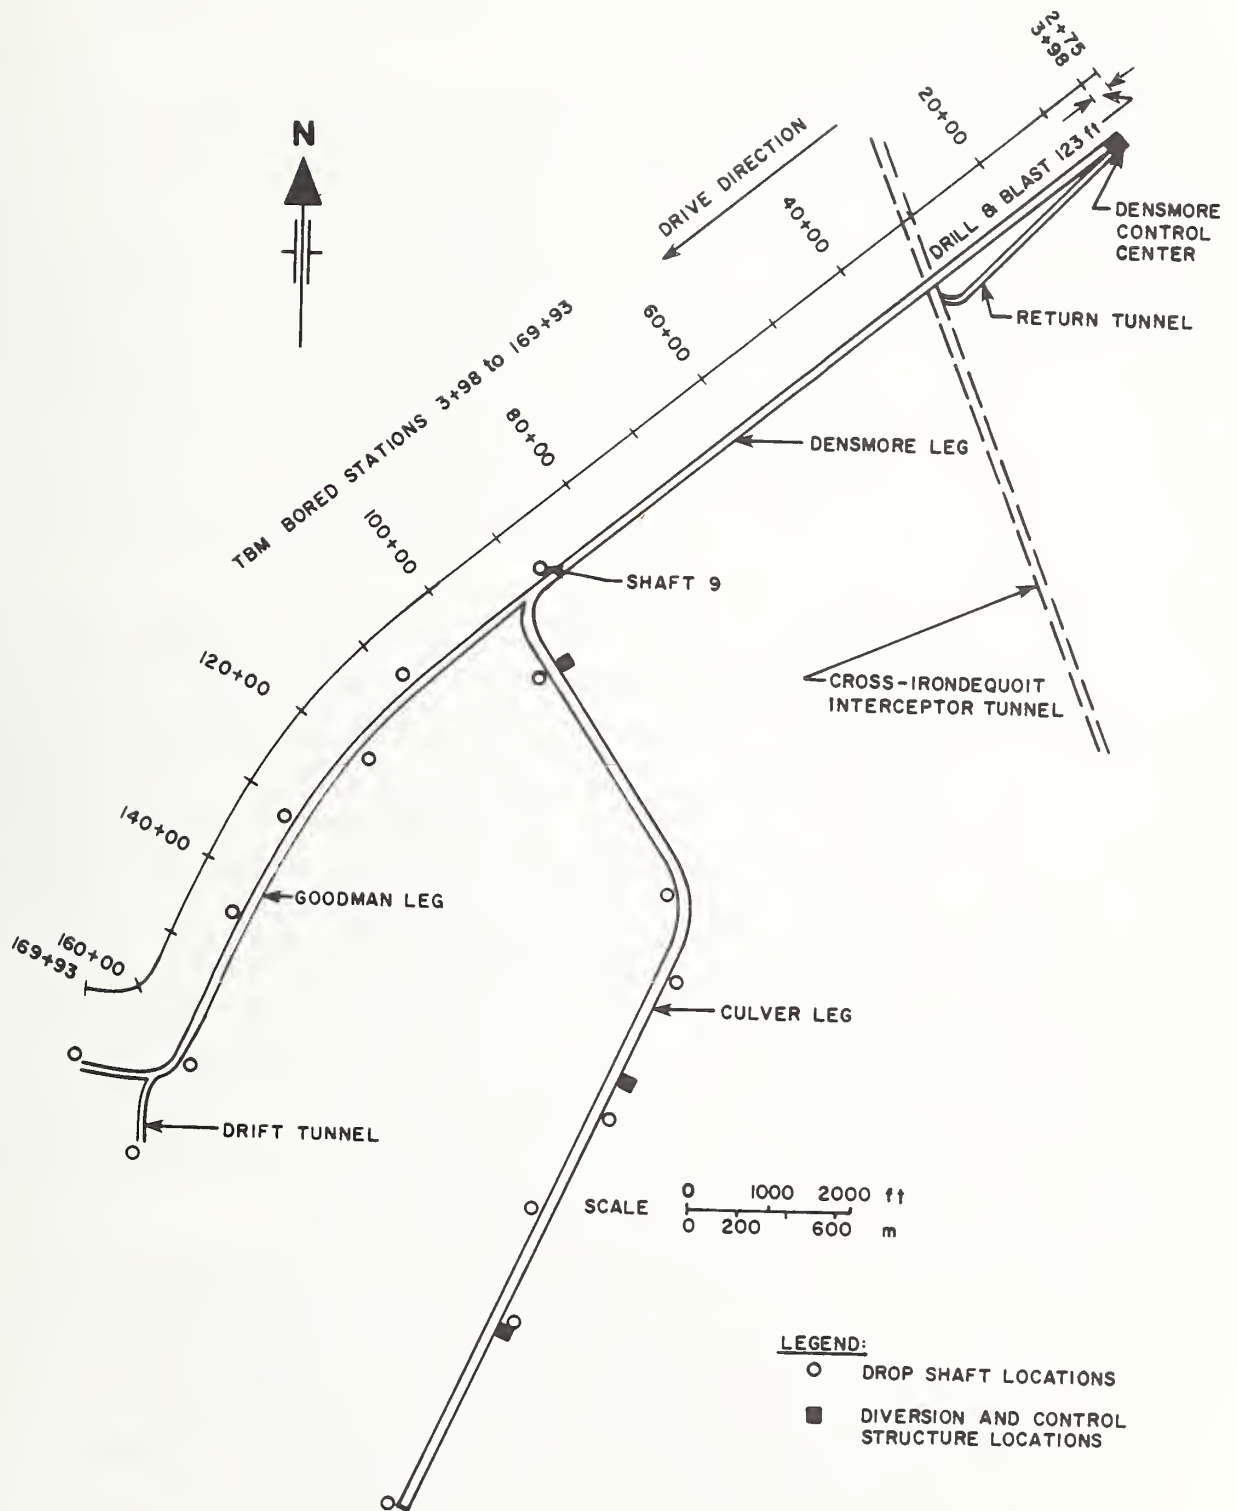 2+75
3+98
20+00
N
DRIVE DIRECTION
DRILL & BLAST 123 ft
DENSMORE
CONTROL
CENTER
40+00
RETURN TUNNEL
60+00
TBM BORED STATIONS 3+98 to 169+93
80+00
DENSMORE LEG
100+00
SHAFT 9
120+00
CROSS-IRONDEQUOIT
INTERCEPTOR TUNNEL
140+00
GOODMAN LEG
160+00
169+93
CULVER LEG
DRIFT TUNNEL
SCALE
0 1000 2000 ft
0 200 600 m
LEGEND:
DROP SHAFT LOCATIONS
DIVERSION AND CONTROL
STRUCTURE LOCATIONS